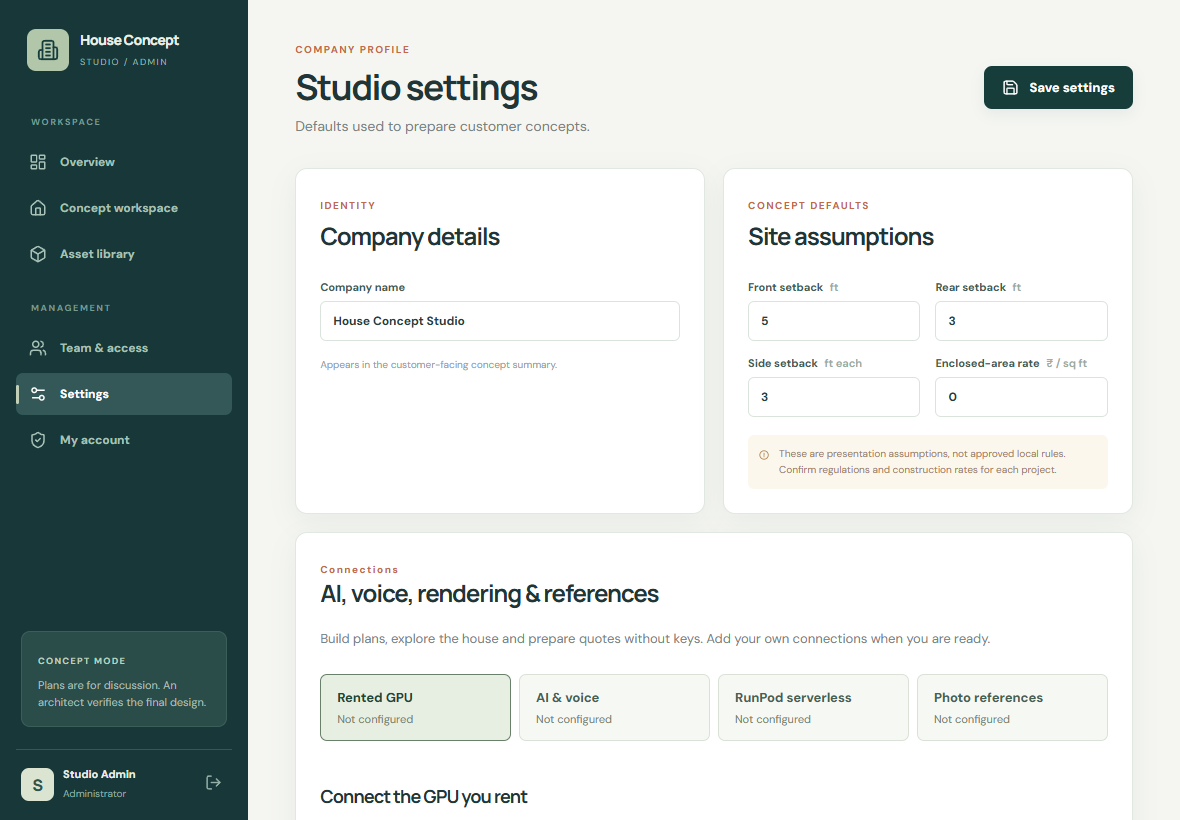 House Concept
STUDIO / ADMIN
WORKSPACE
Overview
Concept workspace
Asset library
MANAGEMENT
Team & access
Settings
My account
CONCEPT MODE
Plans are for discussion. An
architect verifies the final design.
S
Studio Admin
Administrator
COMPANY PROFILE
Studio settings
Defaults used to prepare customer concepts.
Save settings
IDENTITY
Company details
Company name
House Concept Studio
Appears in the customer-facing concept summary.
CONCEPT DEFAULTS
Site assumptions
Front setback ft
Rear setback ft
5
3
Side setback ft each
Enclosed-area rate ₹ / sq ft
3
0
These are presentation assumptions, not approved local rules.
Confirm regulations and construction rates for each project.
Connections
AI, voice, rendering & references
Build plans, explore the house and prepare quotes without keys. Add your own connections when you are ready.
Rented GPU
Not configured
AI & voice
Not configured
RunPod serverless
Not configured
Photo references
Not configured
Connect the GPU you rent